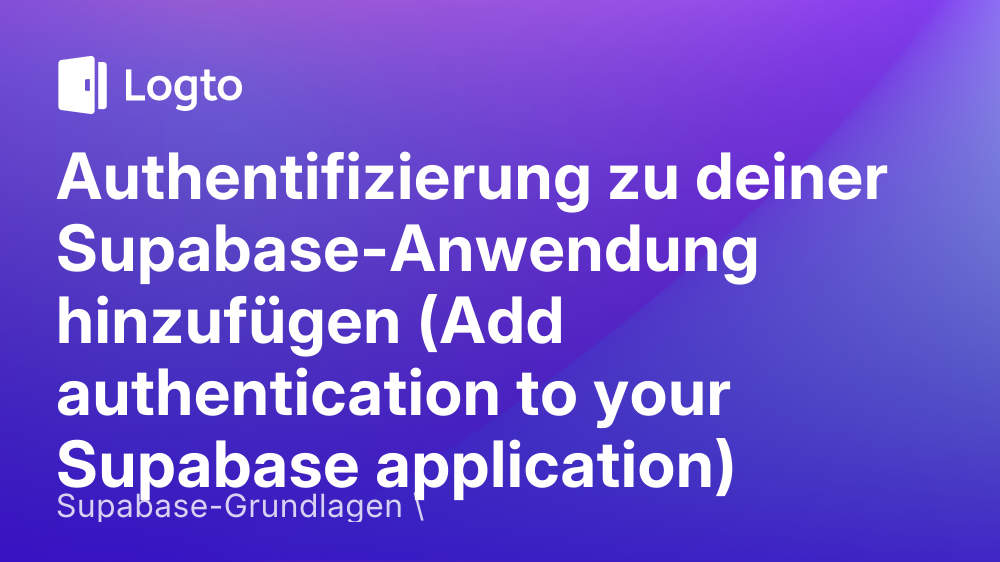 Logto
Authentifizierung zu deiner
Supabase-Anwendung
hinzufügen (Add
authentication to your
Supabase application)
Supabase-Grundlagen \